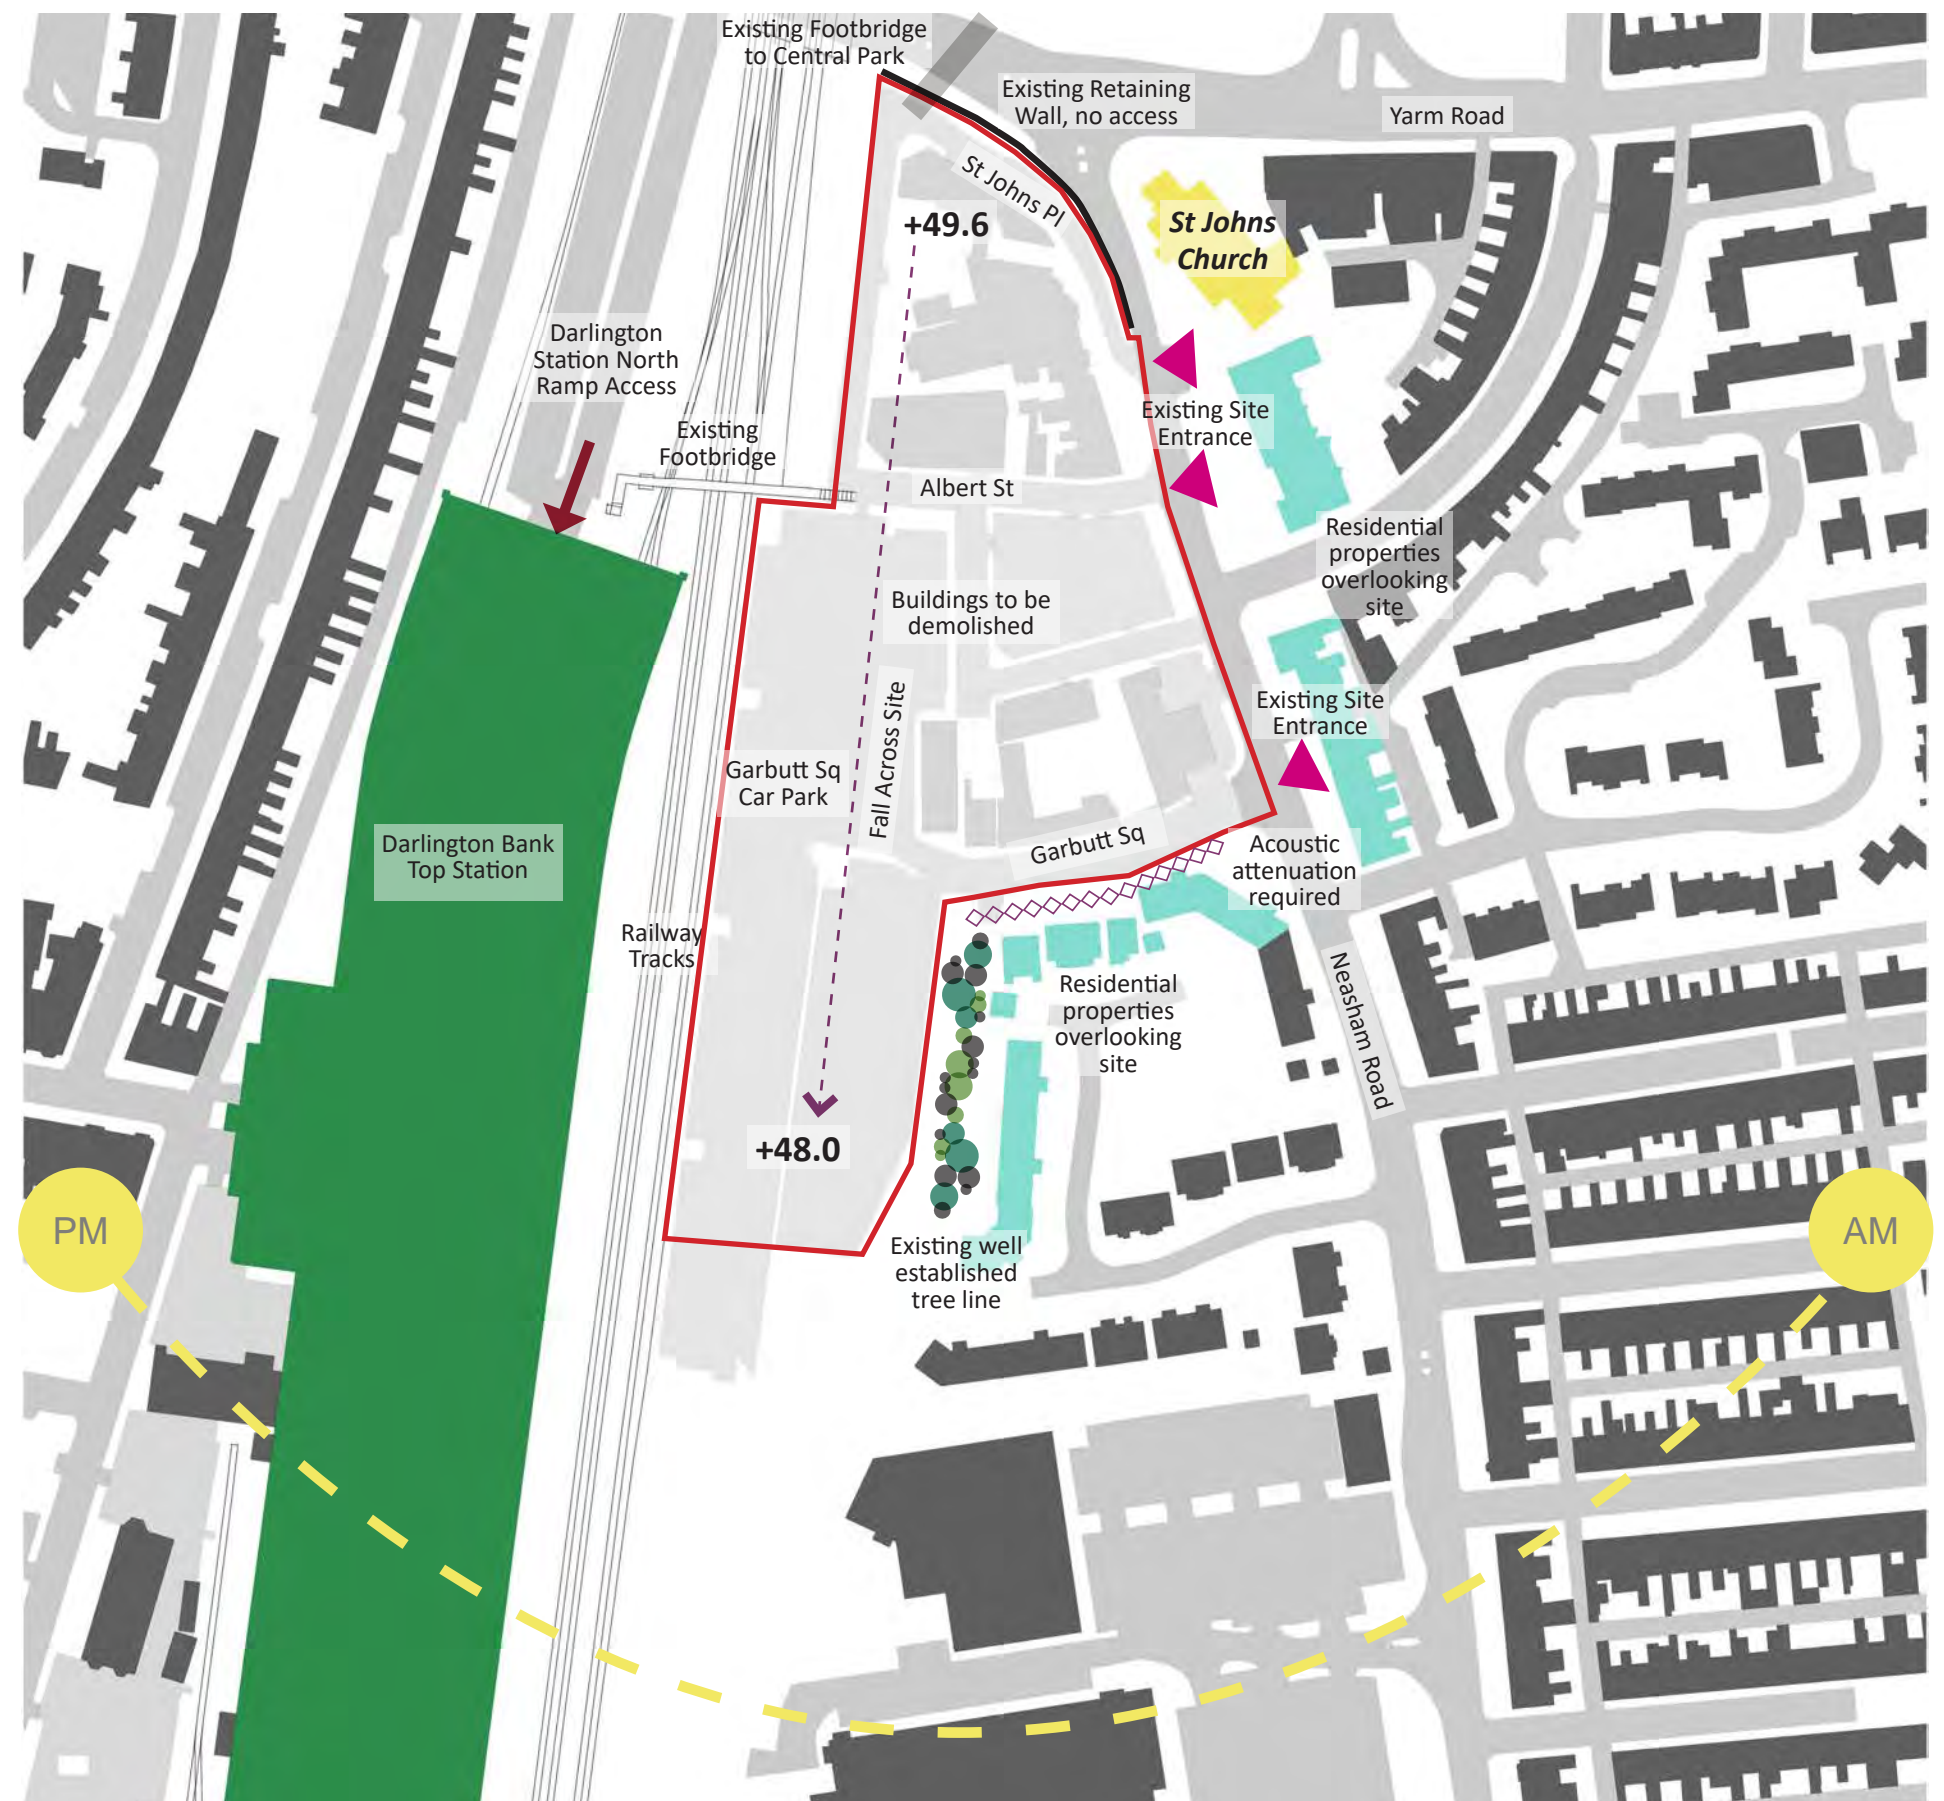 Existing Footbridge
to Central Park
Existing Retaining
Wall, no access
Yarm Road
St Johns Pl
+49.6
St Johns
Church
Darlington
Station North
Ramp Access
Existing
Footbridge
Existing Site
Entrance
Albert St
Residential
properties
overlooking
site
Buildings to be
demolished
Existing Site
Entrance
Fall Across Site
Garbutt Sq
Car Park
Darlington Bank
Top Station
Garbutt Sq
Acoustic
attenuation
required
Railway
Tracks
Neasham Road
Residential
properties
overlooking
site
+48.0
PM
AM
Existing well
established
tree line